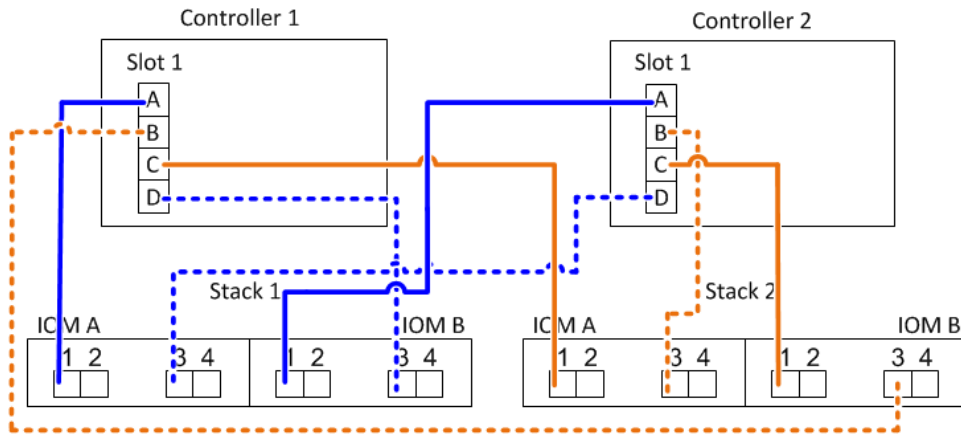 Controller 1
Controller 2
Slot 1
Slot 1
A
A
B
B
C
C
D
D
Stack 1
Stack 2
IOM A
IOM B
IOM A
IOM B
1 2
3 4
1 2
3 4
1 2
3 4
1 2
3 4